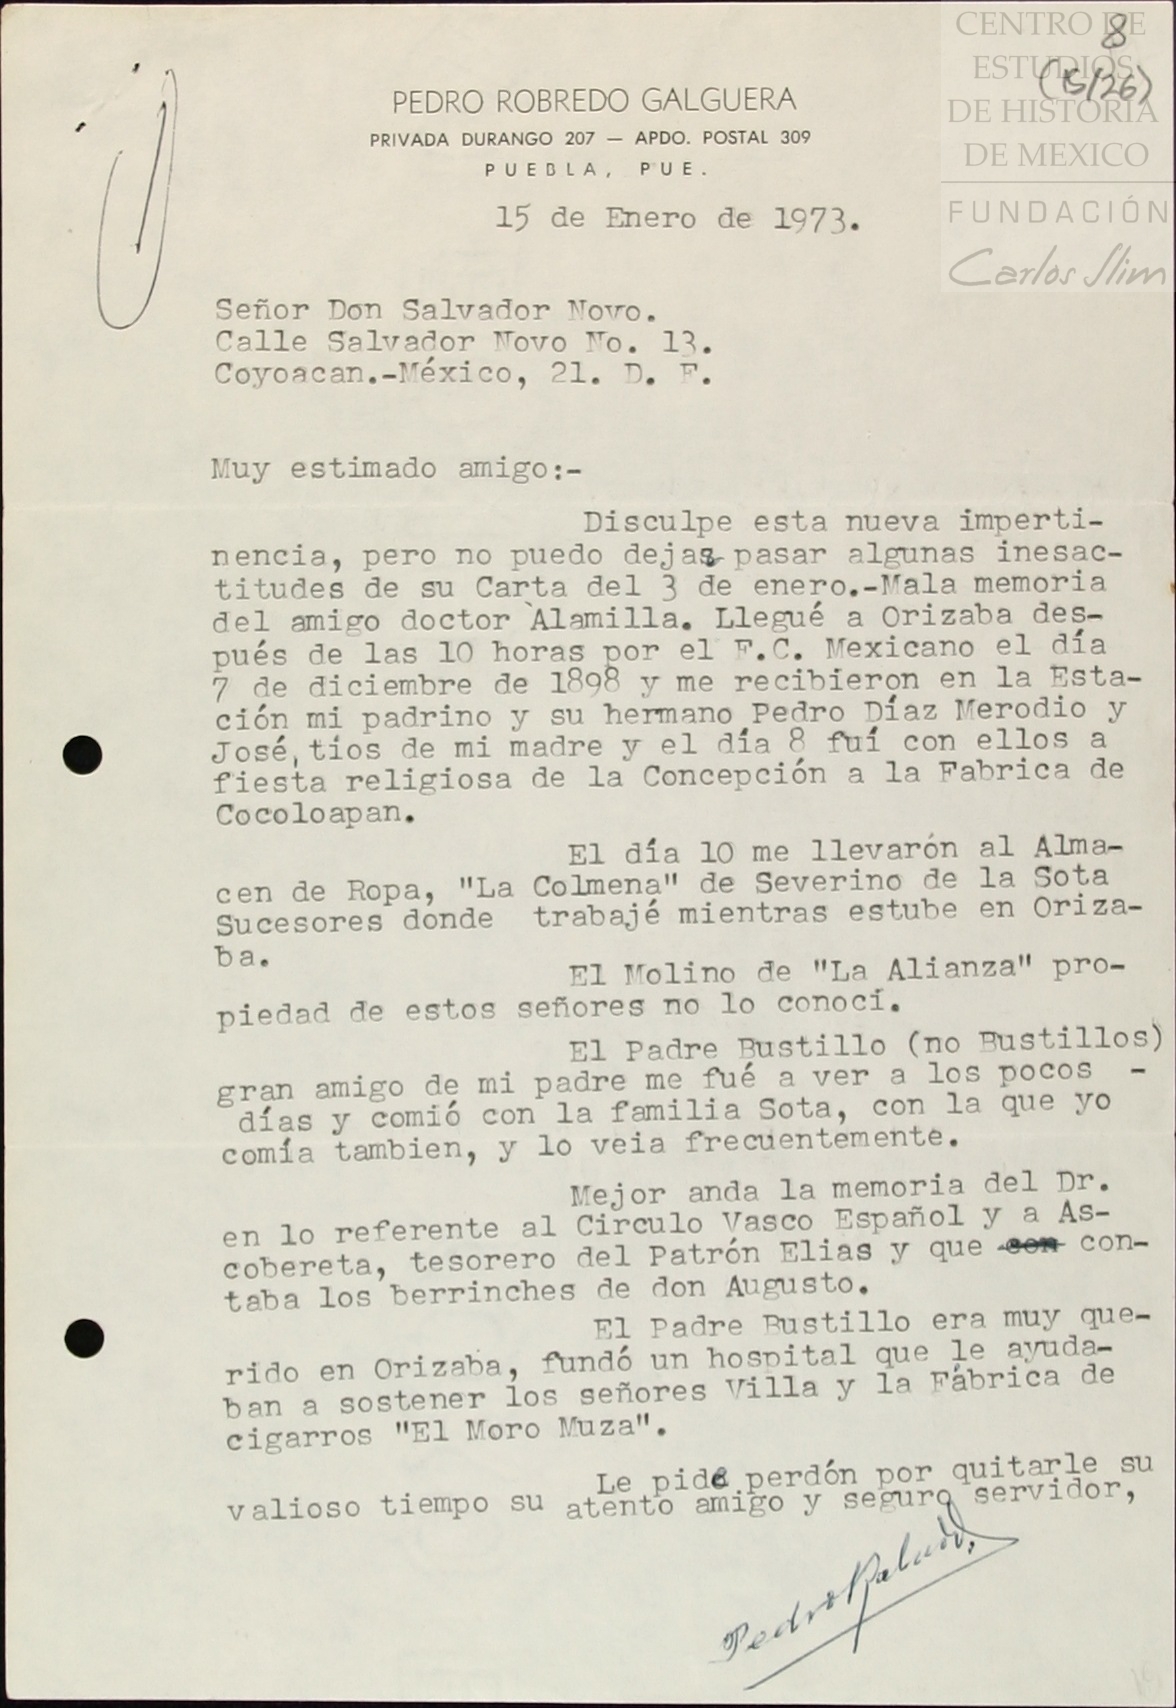 CENTRO DE
ESTUDIOS
DE HISTORIA
DE MEXICO
FUNDACIÓN
Carlos Slim
8
PEDRO ROBREDO GALGUERA
PRIVADA DURANGO 207 — APDO. POSTAL 309
PUEBLA, PUE.
15 de Enero de 1973.
Señor Don Salvador Novo.
Calle Salvador Novo No. 13.
Coyoacan.-México, 21. D. F.
Muy estimado amigo:-
Disculpe esta nueva imperti-
nencia, pero no puedo dejar pasar algunas inesac-
titudes de su Carta del 3 de enero.-Mala memoria
del amigo doctor Alamilla. Llegué a Orizaba des-
pués de las 10 horas por el F.C. Mexicano el día
7 de diciembre de 1898 y me recibieron en la Esta-
ción mi padrino y su hermano Pedro Díaz Merodio y
José, tios de mi madre y el día 8 fuí con ellos a
fiesta religiosa de la Concepción a la Fabrica de
Cocoloapan.
El día 10 me llevarón al Alma-
cen de Ropa, "La Colmena" de Severino de la Sota
Sucesores donde trabajé mientras estube en Oriza-
ba.
El Molino de "La Alianza" pro-
piedad de estos señores no lo conocí.
El Padre Bustillo (no Bustillos)
gran amigo de mi padre me fué a ver a los pocos -
días y comió con la familia Sota, con la que yo
comía tambien, y lo veia frecuentemente.
Mejor anda la memoria del Dr.
en lo referente al Circulo Vasco Español y a As-
cobereta, tesorero del Patrón Elias y que con con-
taba los berrinches de don Augusto.
El Padre Bustillo era muy que-
rido en Orizaba, fundó un hospital que le ayuda-
ban a sostener los señores Villa y la Fábrica de
cigarros "El Moro Muza".
Le pide perdón por quitarle su
valioso tiempo su atento amigo y seguro servidor,
Pedro